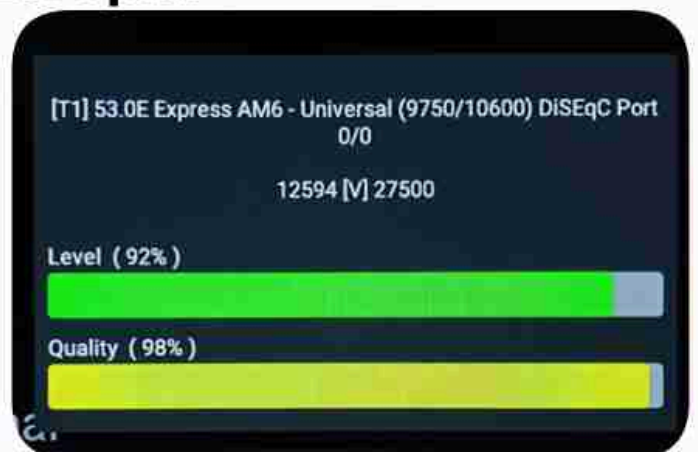 [T1] 53.0E Express AM6 - Universal (9750/10600) DiSEqC Port
0/0
12594 [V] 27500
Level ( 92% )
Quality ( 98% )